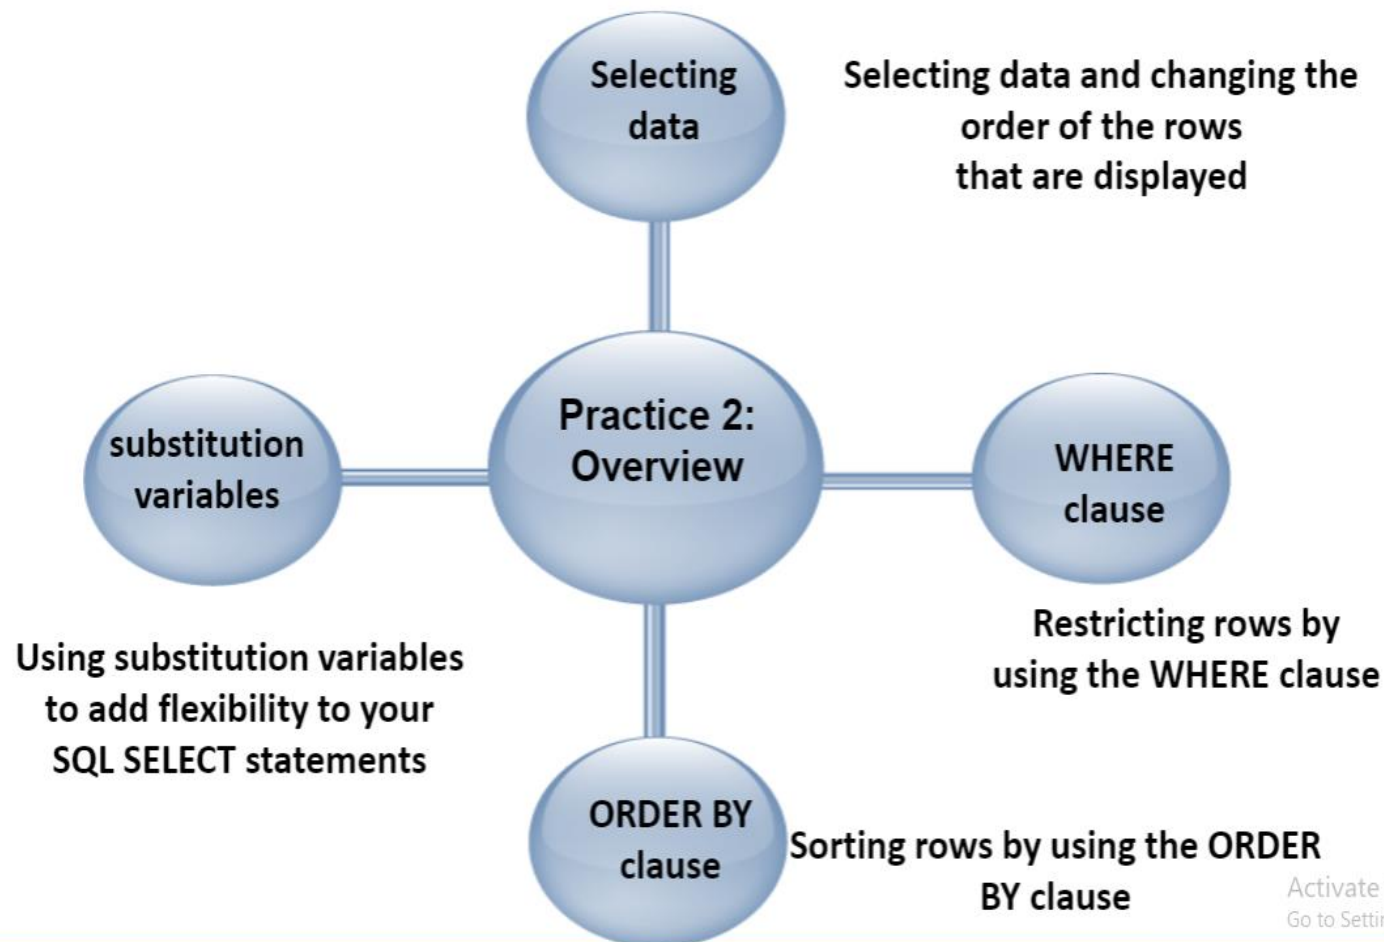 Selecting
data
Selecting data and changing the
order of the rows
that are displayed
Practice 2:
Overview
substitution
variables
WHERE
clause
Restricting rows by
using the WHERE clause
Using substitution variables
to add flexibility to your
SQL SELECT statements
ORDER BY
clause
Sorting rows by using the ORDER
BY clause
Activate
Go to